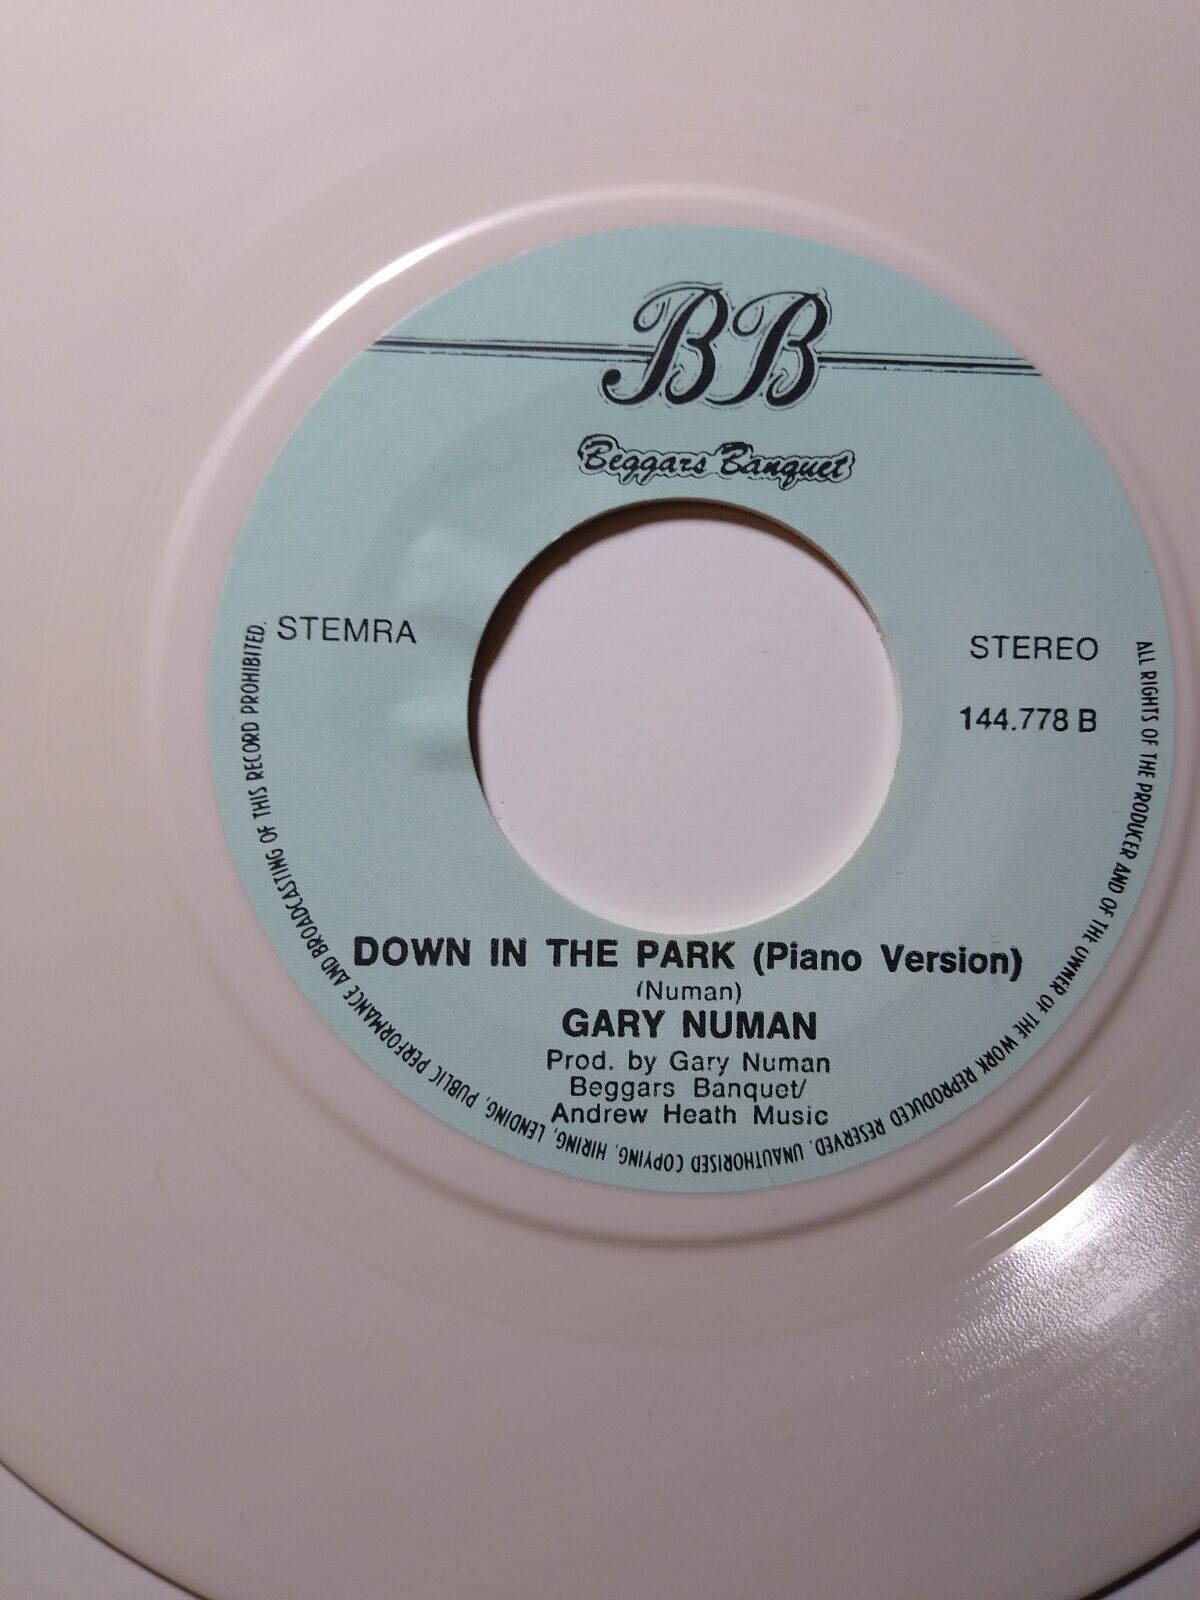 BB
Beggars Banquet
STEMRA
STEREO
144.778 B
DOWN IN THE PARK (Piano Version)
(Numan)
GARY NUMAN
Prod. by Gary Numan
Beggars Banquet/
Andrew Heath Music
ALL RIGHTS OF THE PRODUCER AND OF THE OWNER OF THE WORK REPRODUCED RESERVED. UNAUTHORISED COPYING, HIRING, LENDING, PUBLIC PERFORMANCE AND BROADCASTING OF THIS RECORD PROHIBITED.